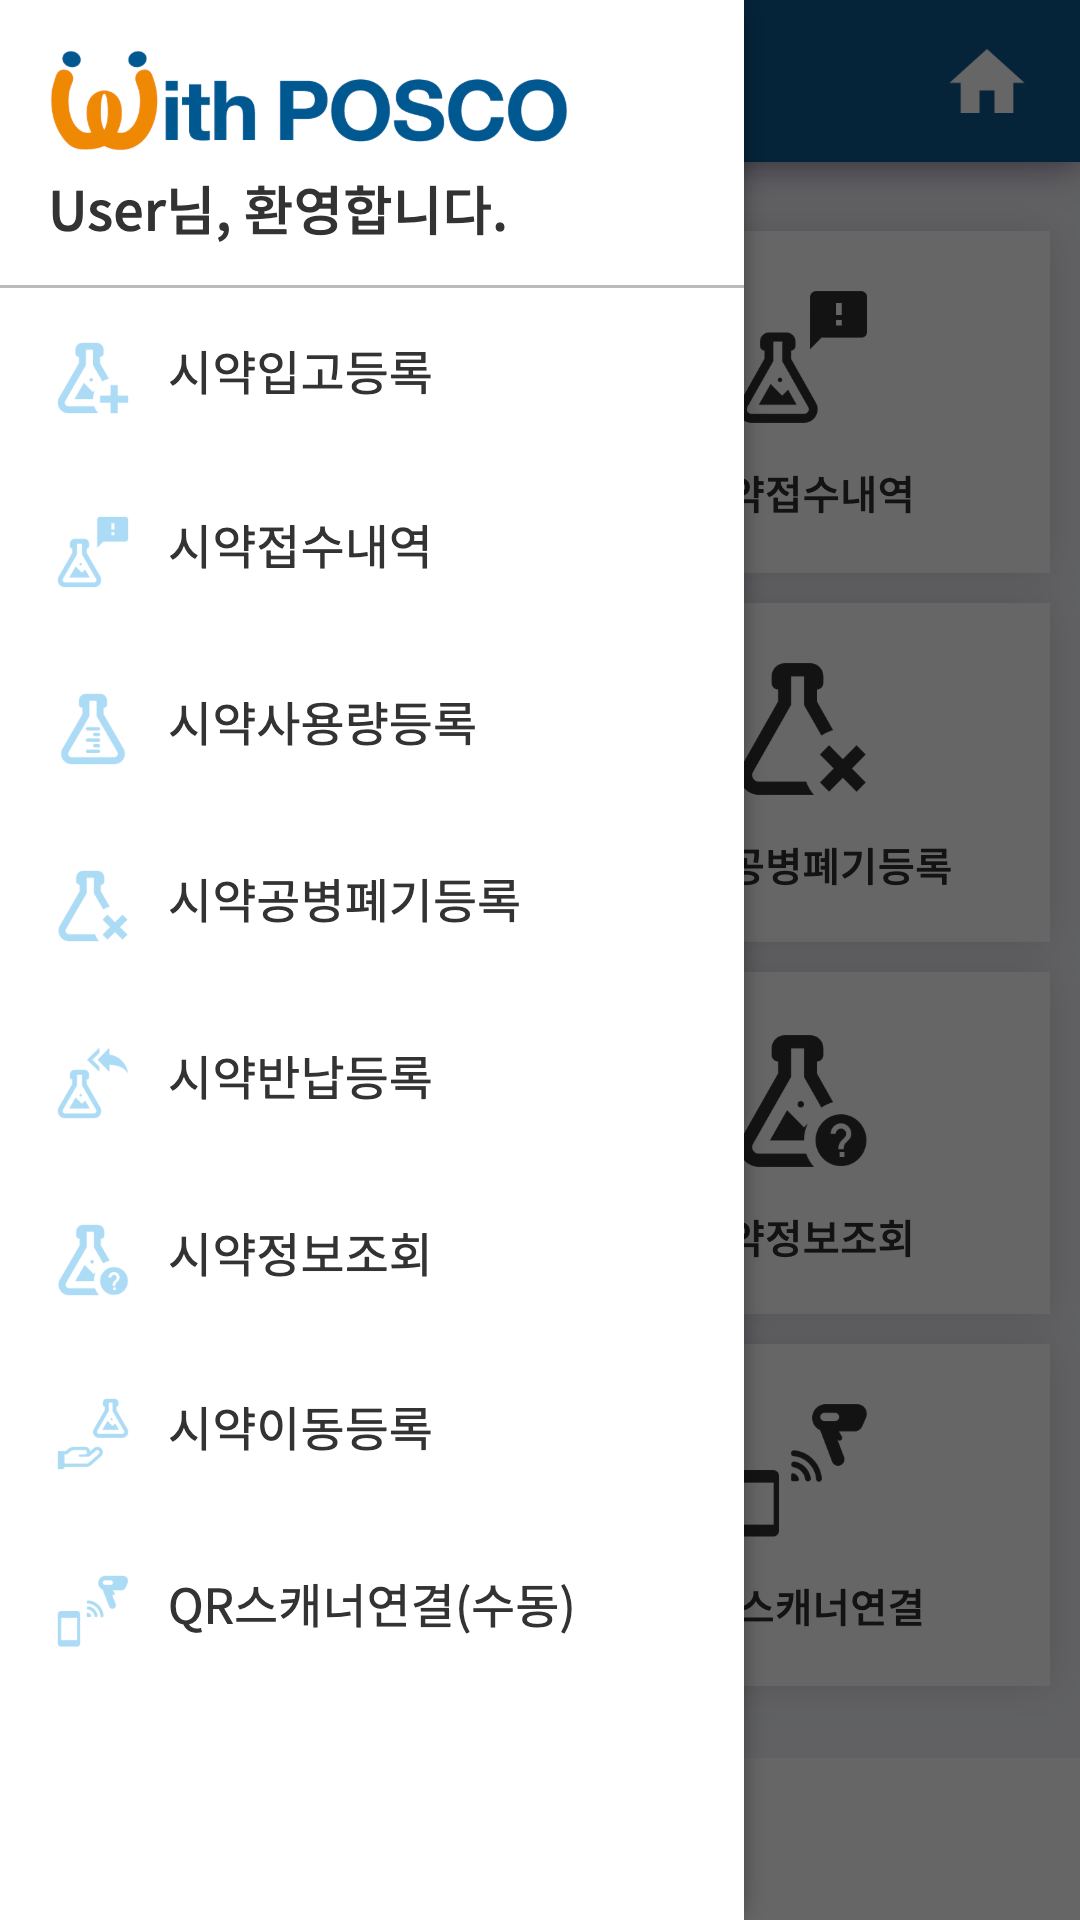 With POSCO
User님, 환영합니다.
시약입고등록
시약접수내역
시약사용량등록
시약공병폐기등록
시약반납등록
시약정보조회
시약이동등록
QR스캐너연결(수동)
약접수내역
공병폐기등록
약정보조회
스캐너연결